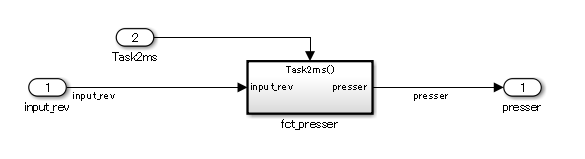 2
Task2ms
Task2ms()
1
input_rev
input_rev
input_rev
presser
fct_presser
presser
1
presser